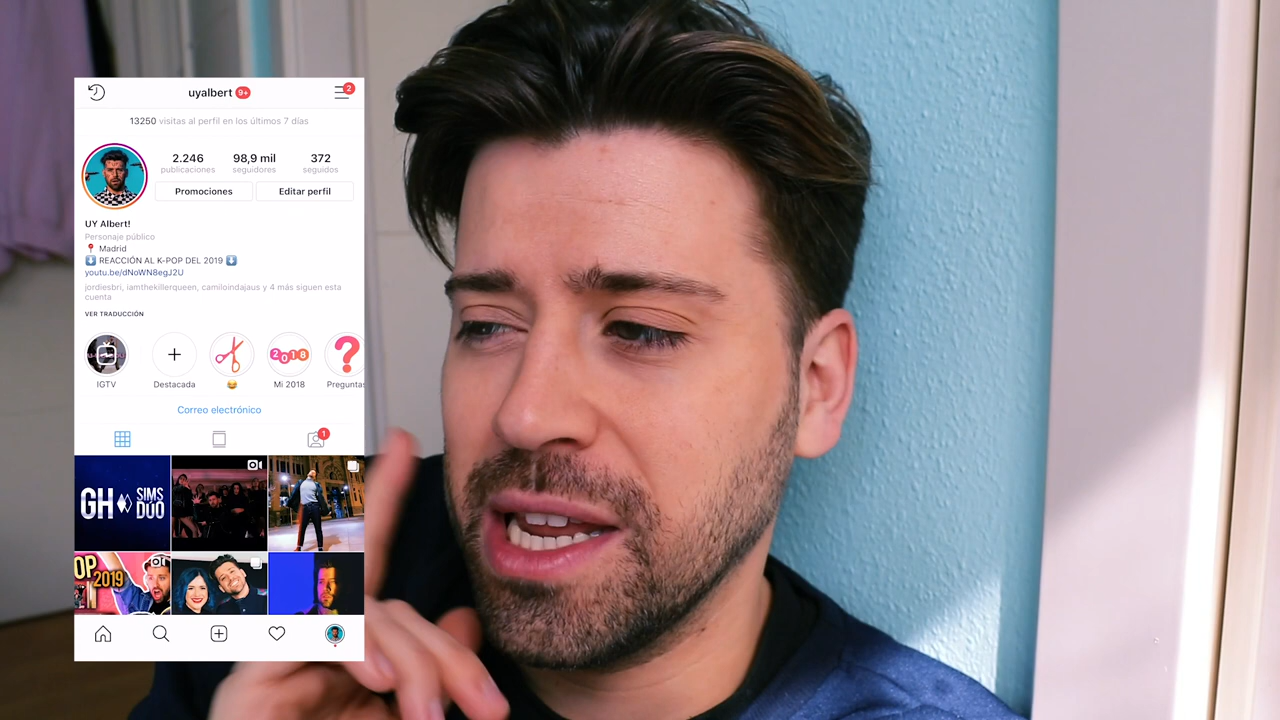 uyalbert 9+
2
13250 visitas al perfil en los últimos 7 días
2.246 98,9 mil 372
publicaciones seguidores seguidos
Promociones Editar perfil
UY Albert!
Personaje público
📍 Madrid
⬇️ REACCIÓN AL K-POP DEL 2019 ⬇️
youtu.be/dNoWN8egJ2U
jordiesbri, iamthekillerqueen, camiloindajaus y 4 más siguen esta
cuenta
VER TRADUCCIÓN
2018
IGTV Destacada 😂 Mi 2018 Preguntas
Correo electrónico
1
GH SIMS
DUO
OP
2019